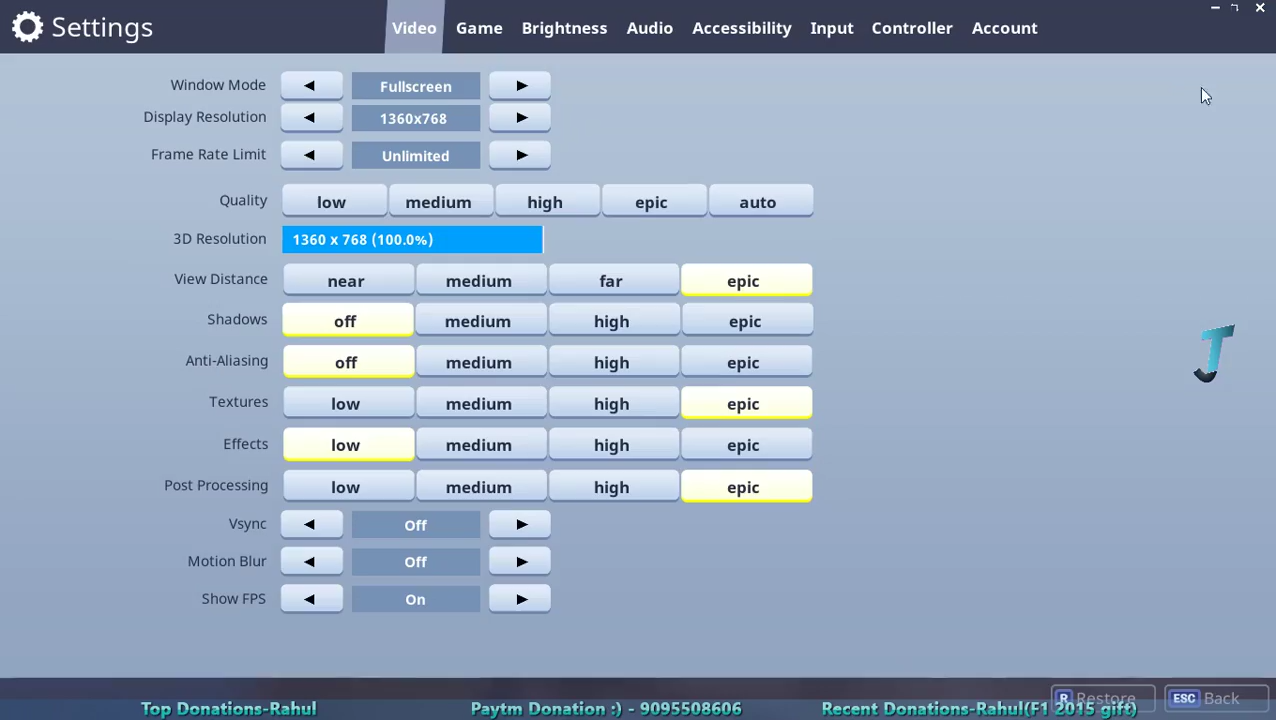 Settings Video Game Brightness Audio Accessibility Input Controller Account
Window Mode ◄ Fullscreen ►
Display Resolution ◄ 1360x768 ►
Frame Rate Limit ◄ Unlimited ►
Quality low medium high epic auto
3D Resolution 1360 x 768 (100.0%)
View Distance near medium far epic
Shadows off medium high epic
Anti-Aliasing off medium high epic
Textures low medium high epic
Effects low medium high epic
Post Processing low medium high epic
Vsync ◄ Off ►
Motion Blur ◄ Off ►
Show FPS ◄ On ►
J
R Restore ESC Back
Top Donations-Rahul Paytm Donation :) - 9095508606 Recent Donations-Rahul(F1 2015 gift)